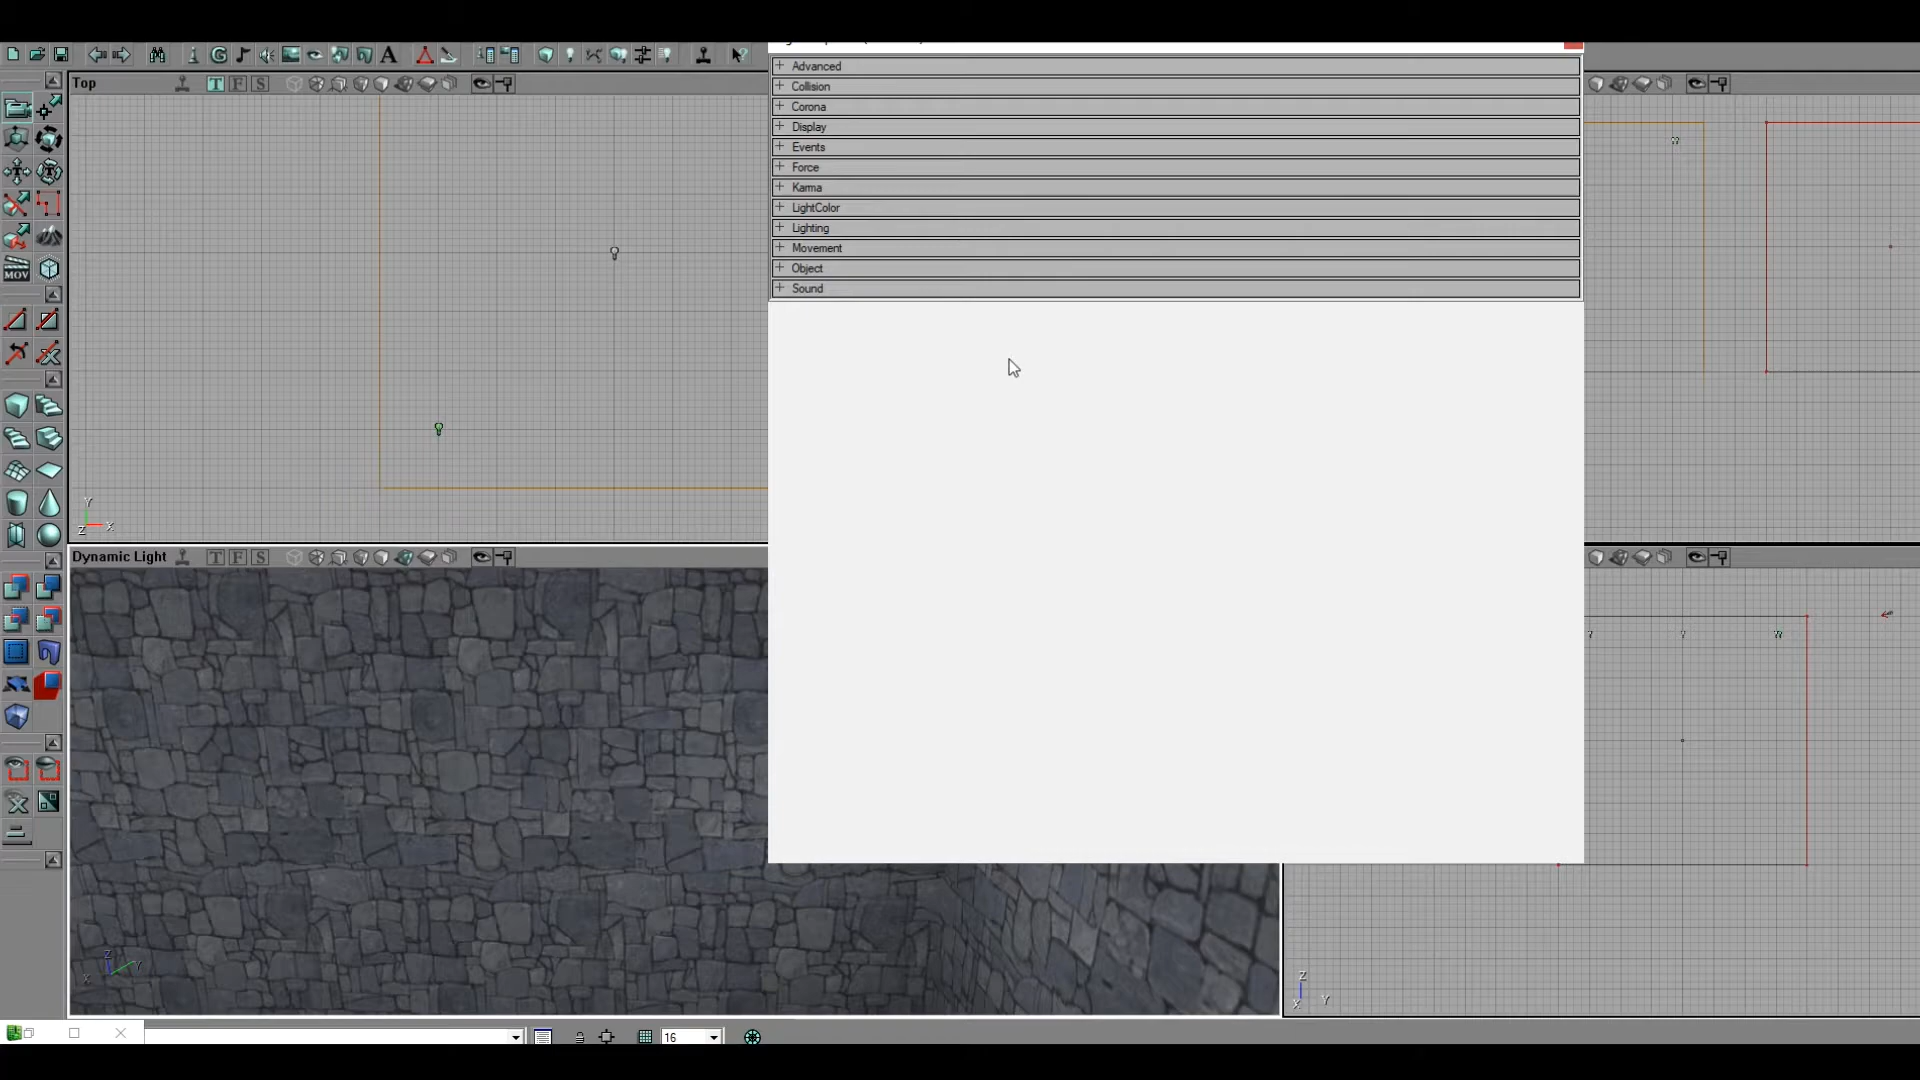 Top
T F S
Advanced
Collision
Corona
Display
Events
Force
Karma
LightColor
Lighting
Movement
Object
Sound
MOV
Y
Z X
Dynamic Light
T F S
Z
X Y
Z
X Y
16